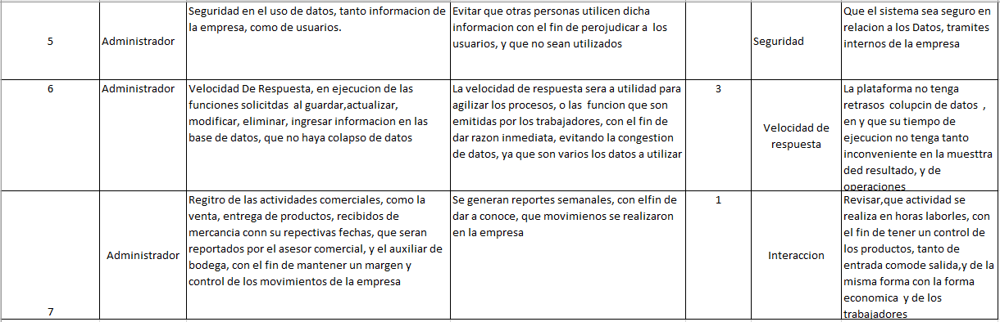 5
Administrador
Seguridad en el uso de datos, tanto informacion de
la empresa, como de usuarios.
Evitar que otras personas utilicen dicha
informacion con el fin de perojudicar a los
usuarios, y que no sean utilizados
Seguridad
Que el sistema sea seguro en
relacion a los Datos, tramites
internos de la empresa
6
Administrador
Velocidad De Respuesta, en ejecucion de las
funciones solicitdas al guardar,actualizar,
modificar, eliminar, ingresar informacion en las
base de datos, que no haya colapso de datos
La velocidad de respuesta sera a utilidad para
agilizar los procesos, o las funcion que son
emitidas por los trabajadores, con el fin de
dar razon inmediata, evitando la congestion
de datos, ya que son varios los datos a utilizar
3
Velocidad de
respuesta
La plataforma no tenga
retrasos colupcin de datos ,
en y que su tiempo de
ejecucion no tenga tanto
inconveniente en la muesttra
ded resultado, y de
operaciones
7
Administrador
Regitro de las actividades comerciales, como la
venta, entrega de productos, recibidos de
mercancia conn su repectivas fechas, que seran
reportados por el asesor comercial, y el auxiliar de
bodega, con el fin de mantener un margen y
control de los movimientos de la empresa
Se generan reportes semanales, con elfin de
dar a conoce, que movimienos se realizaron
en la empresa
1
Interaccion
Revisar,que actividad se
realiza en horas laborles, con
el fin de tener un control de
los productos, tanto de
entrada comode salida,y de la
misma forma con la forma
economica y de los
trabajadores